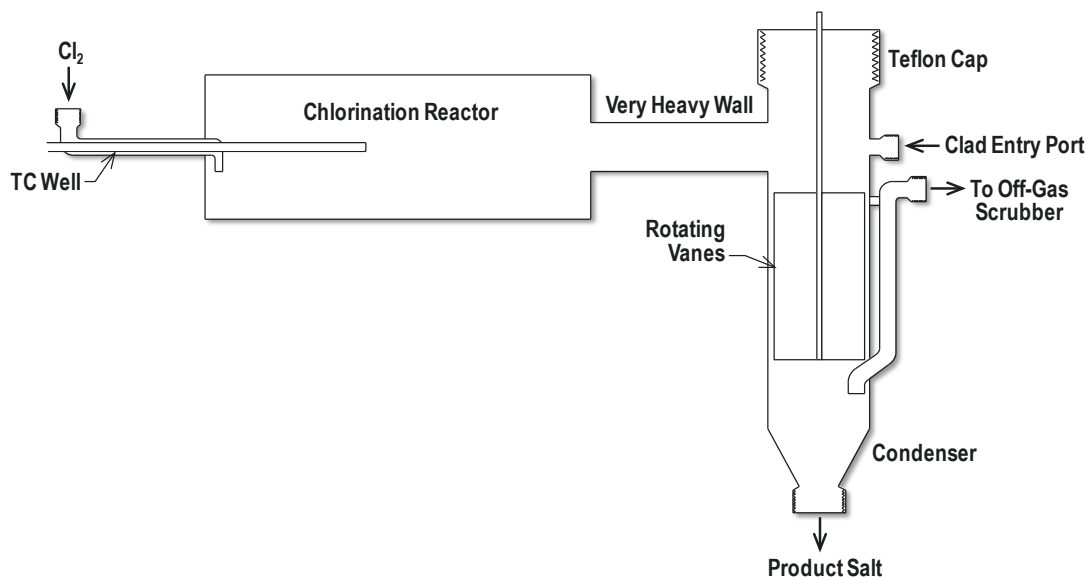 Cl₂
Chlorination Reactor
Very Heavy Wall
Teflon Cap
Clad Entry Port
TC Well
To Off-Gas
Scrubber
Rotating
Vanes
Condenser
Product Salt